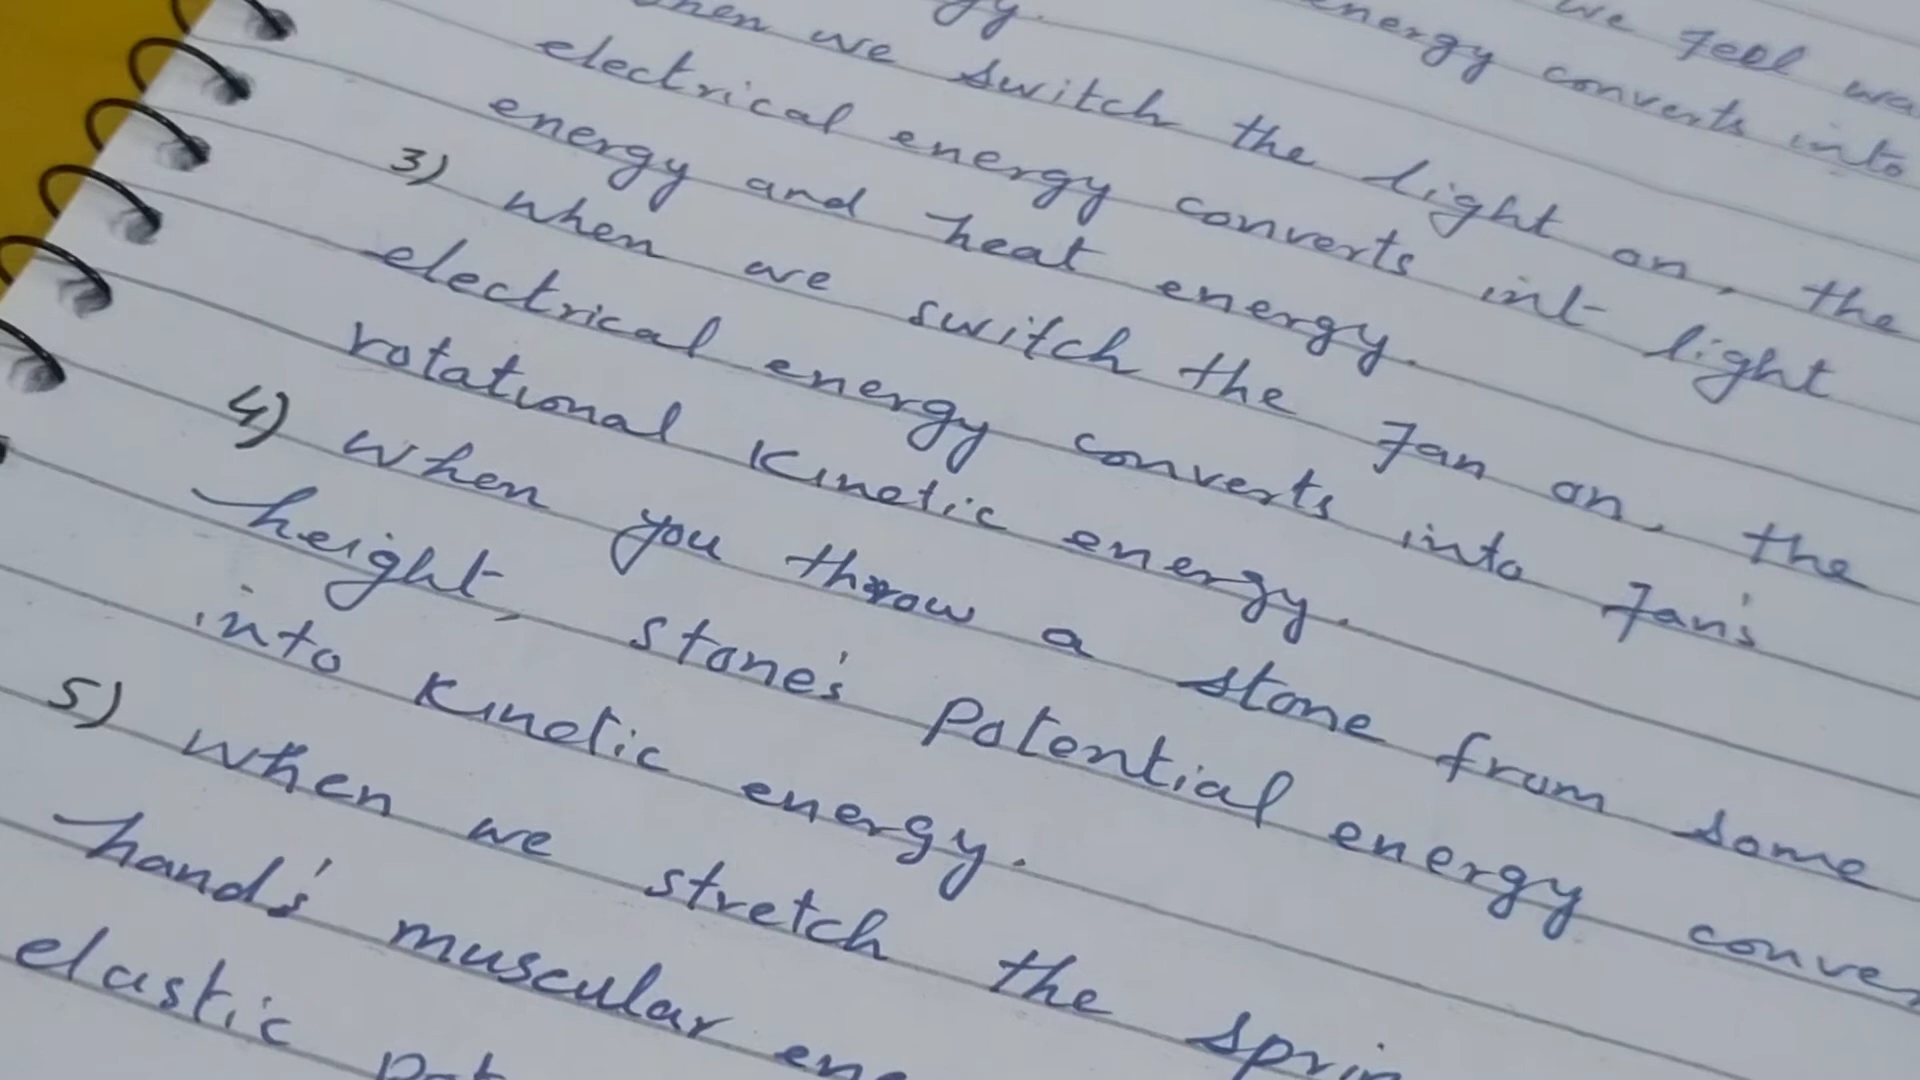 we feel
gy. energy converts into
when we switch the light on, the
electrical energy converts int light
energy and heat energy.
3) when we switch the fan on, the
electrical energy converts into fan's
rotational kinetic energy.
4) when you throw a stone from some
height, stone's potential energy conver
into kinetic energy.
5) when we stretch the sprin
hand's muscular en
elastic pot